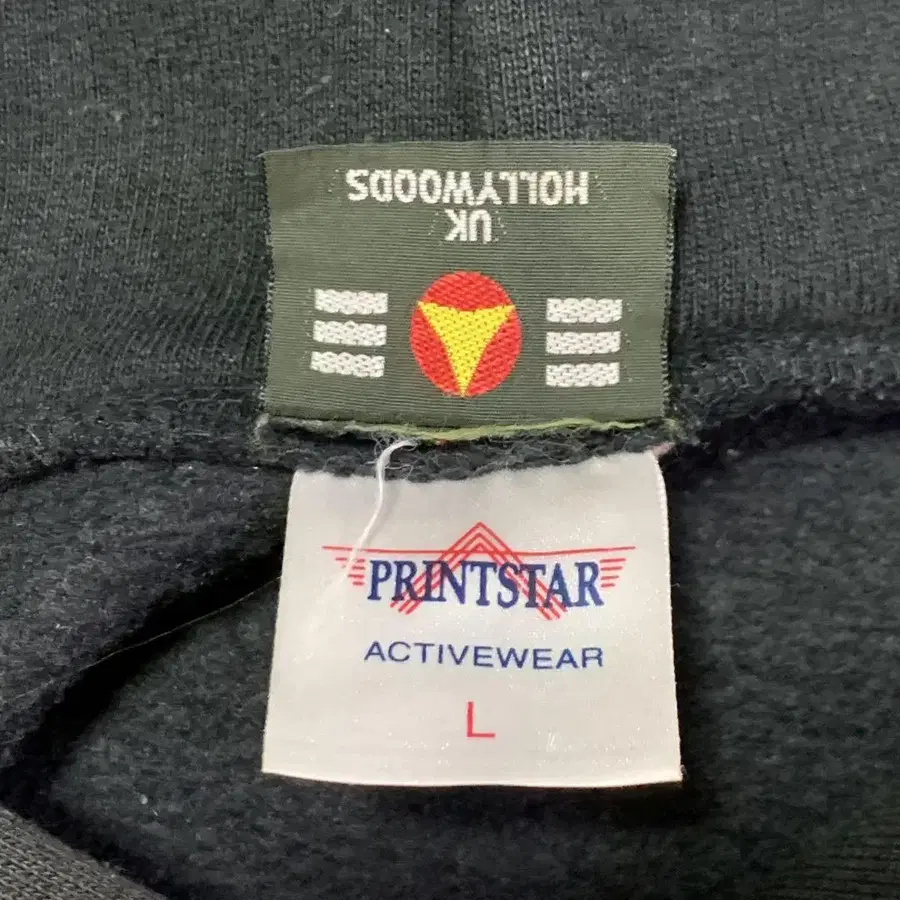 UK
HOLLYWOODS
PRINTSTAR
ACTIVEWEAR
L